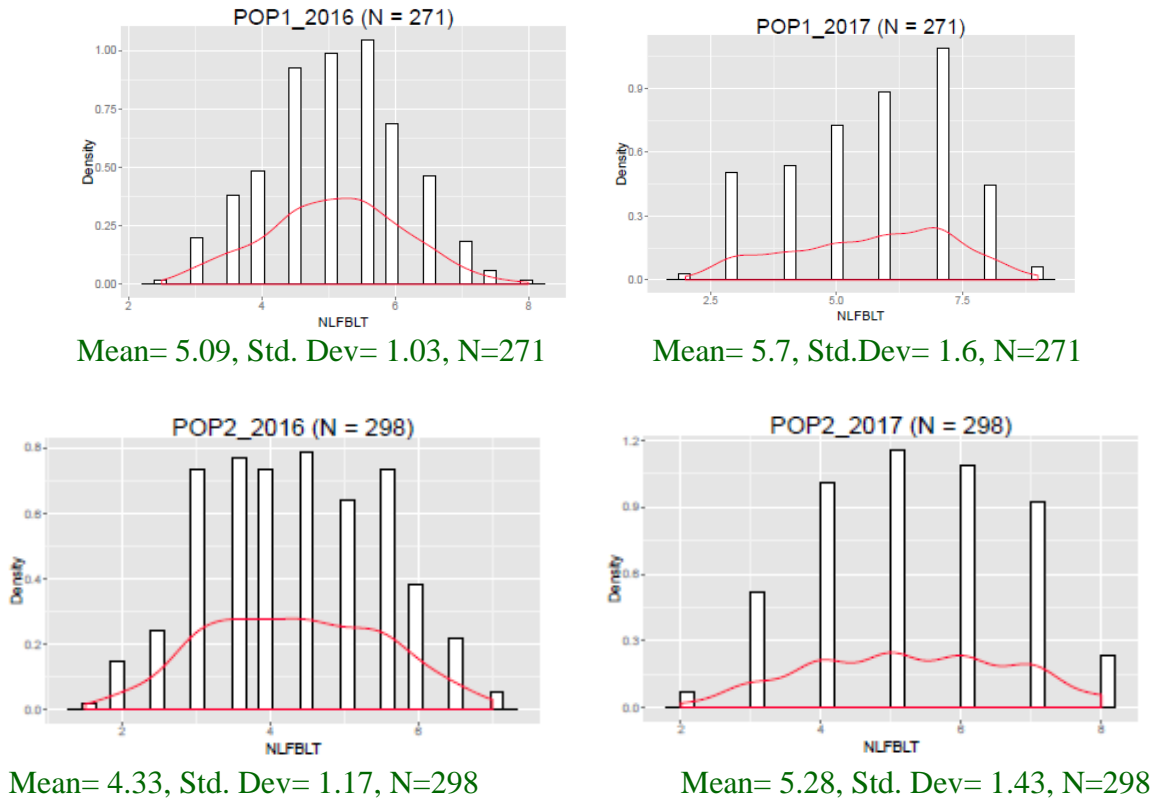 POP1_2016 (N = 271)
1.00
0.75
0.50
0.25
0.00
Density
2 4 6 8
NLFBLT
Mean= 5.09, Std. Dev= 1.03, N=271
POP1_2017 (N = 271)
0.9
0.6
0.3
0.0
Density
2.5 5.0 7.5
NLFBLT
Mean= 5.7, Std.Dev= 1.6, N=271
POP2_2016 (N = 298)
0.8
0.6
0.4
0.2
0.0
Density
2 4 6
NLFBLT
Mean= 4.33, Std. Dev= 1.17, N=298
POP2_2017 (N = 298)
1.2
0.9
0.6
0.3
0.0
Density
2 4 6 8
NLFBLT
Mean= 5.28, Std. Dev= 1.43, N=298